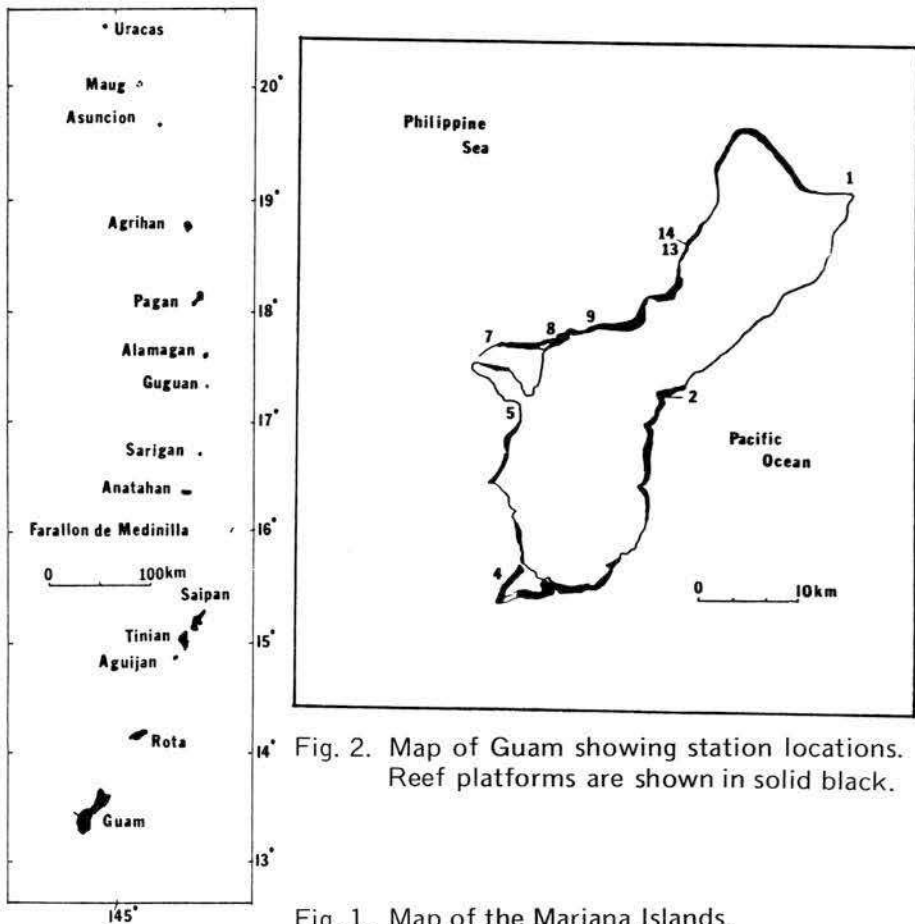 Uracas
Maug
20°
Asuncion
19°
Agrihan
Pagan
18°
Alamagan
Guguan
17°
Sarigan
Anatahan
Farallon de Medinilla
16°
0 100km
Saipan
Tinian
15°
Aguijan
Rota
14°
Guam
13°
145°
Philippine
Sea
1
14
13
9
8
7
2
5
Pacific
Ocean
4
0 10km
Fig. 2. Map of Guam showing station locations.
Reef platforms are shown in solid black.
Fig. 1. Map of the Mariana Islands.